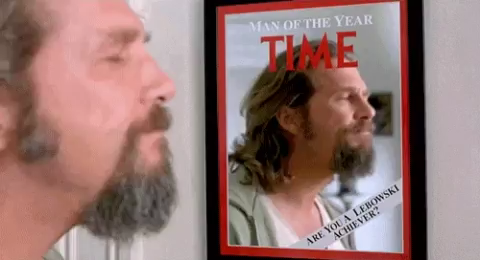 MAN OF THE YEAR
TIME
ARE YOU A LEBOWSKI
ACHIEVER?